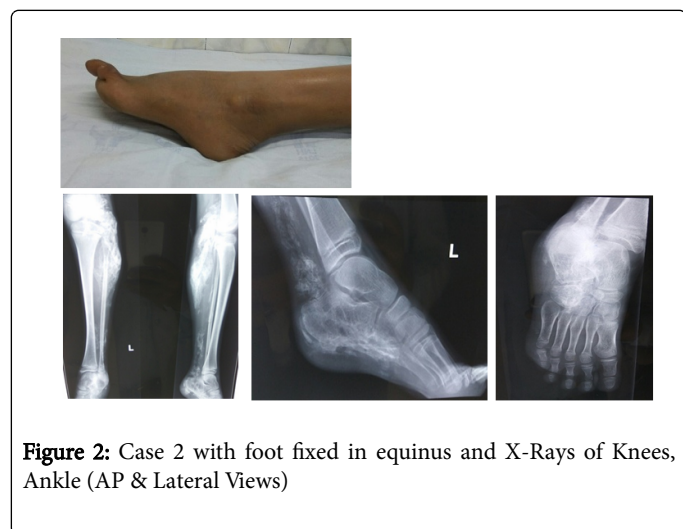 L
L
Figure 2: Case 2 with foot fixed in equinus and X-Rays of Knees,
Ankle (AP & Lateral Views)